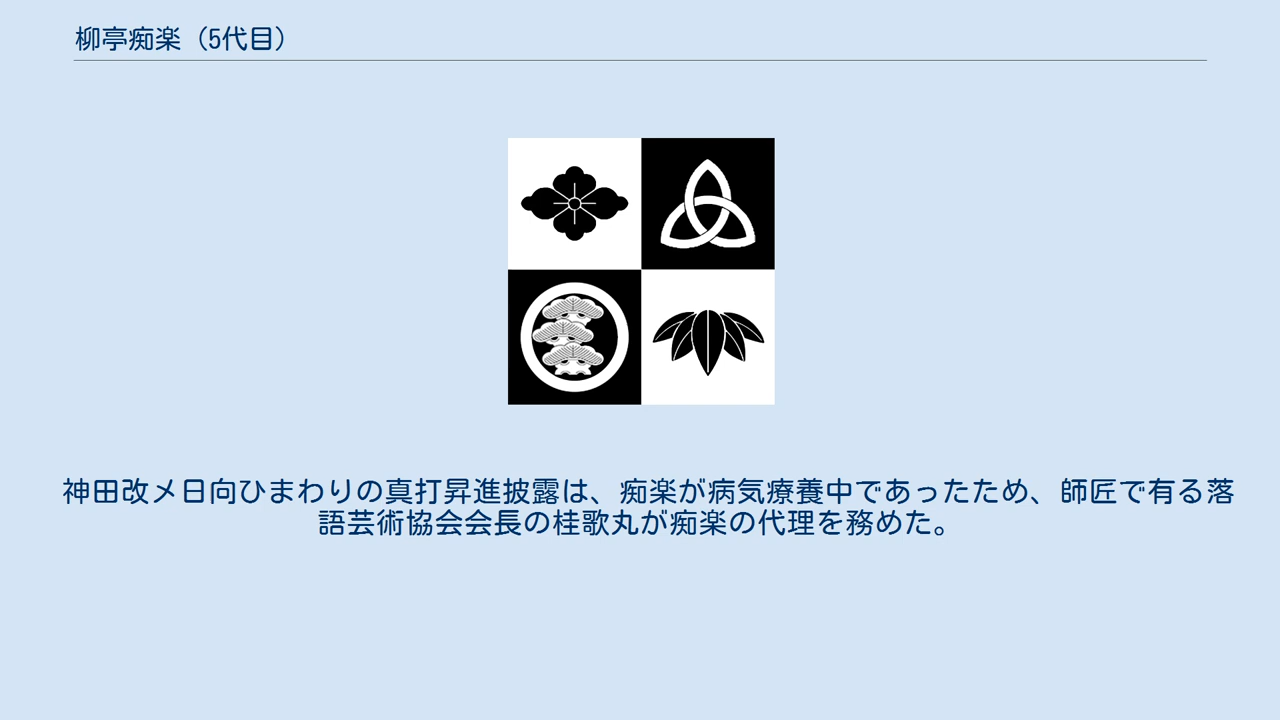 柳亭痴楽（5代目）
神田改メ日向ひまわりの真打昇進披露は、痴楽が病気療養中であったため、師匠で有る落
語芸術協会会長の桂歌丸が痴楽の代理を務めた。